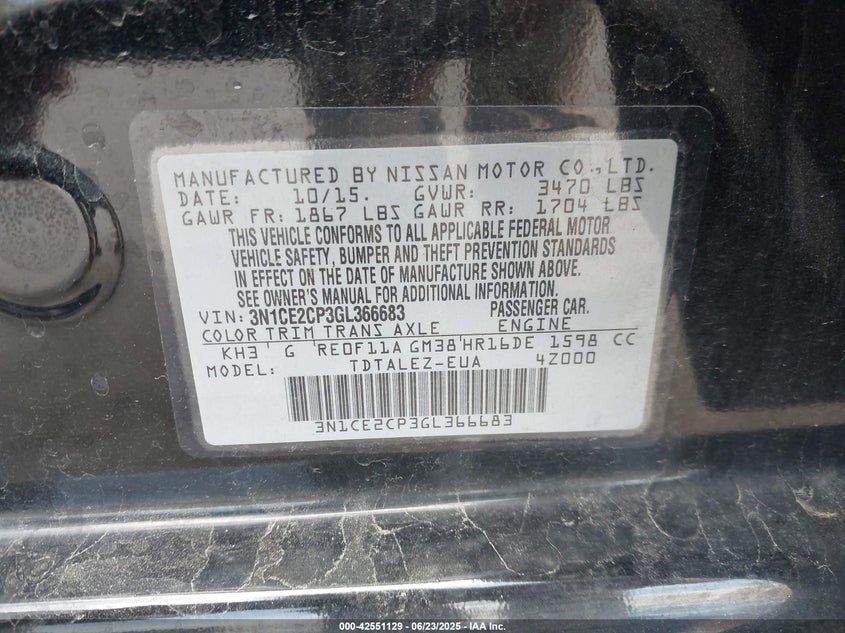 MANUFACTURED BY NISSAN MOTOR CO.,LTD.
DATE: 10/15. GVWR: 3470 LBS
GAWR FR: 1867 LBS GAWR RR: 1704 LBS
THIS VEHICLE CONFORMS TO ALL APPLICABLE FEDERAL MOTOR
VEHICLE SAFETY, BUMPER AND THEFT PREVENTION STANDARDS
IN EFFECT ON THE DATE OF MANUFACTURE SHOWN ABOVE.
SEE OWNER'S MANUAL FOR ADDITIONAL INFORMATION.
VIN: 3N1CE2CP3GL366683 PASSENGER CAR.
COLOR TRIM TRANS AXLE ENGINE
KH3 G RE0F11A GM38 HR16DE 1598 CC
MODEL: TDTALEZ-EUA 4Z000
3N1CE2CP3GL366683
000-42551129 - 06/23/2025 - IAA Inc.